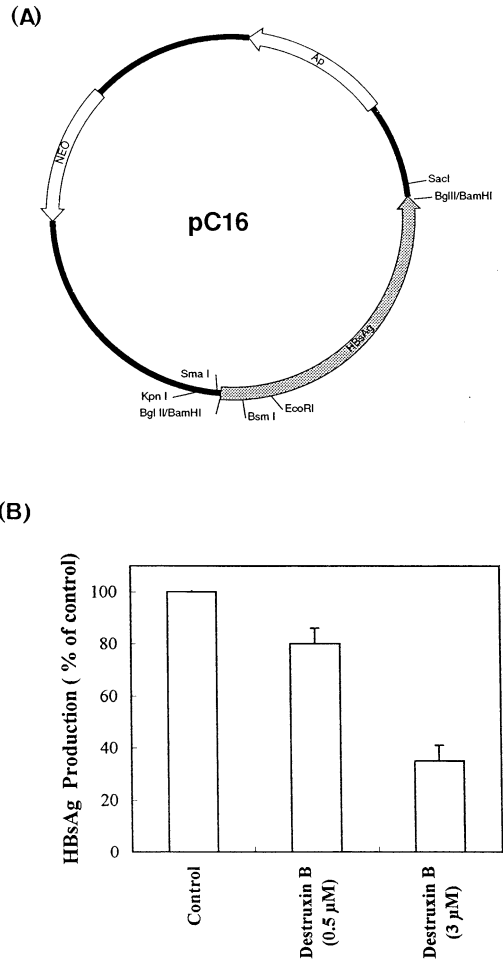 (A)
Ap
NEO
SacI
BglII/BamHI
pC16
HBsAg
Sma I
Kpn I
Bgl II/BamHI
EcoRI
Bsm I
(B)
HBsAg Production ( % of control)
100
80
60
40
20
0
Control
Destruxin B
(0.5 µM)
Destruxin B
(3 µM)